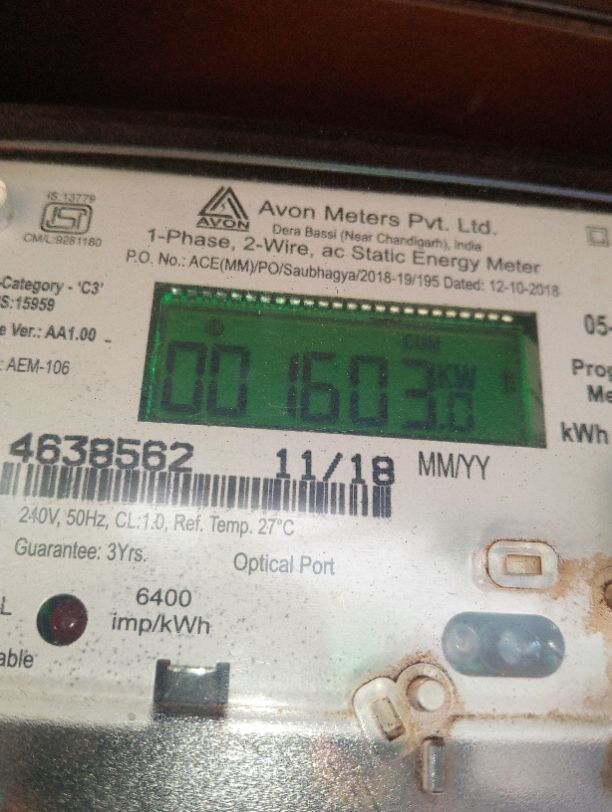 IS:13779
CM/L:9281180
AVON
Avon Meters Pvt. Ltd.
Dera Bassi (Near Chandigarh), India
1-Phase, 2-Wire, ac Static Energy Meter
P.O. No.: ACE(MM)/PO/Saubhagya/2018-19/195 Dated: 12-10-2018
-Category - 'C3'
S:15959
e Ver.: AA1.00
: AEM-106
CUM
001603.0 KW
05-
Prog
Me
kWh
4638562 11/18 MM/YY
240V, 50Hz, CL:1.0, Ref. Temp. 27°C
Guarantee: 3Yrs.
Optical Port
6400
imp/kWh
L
able